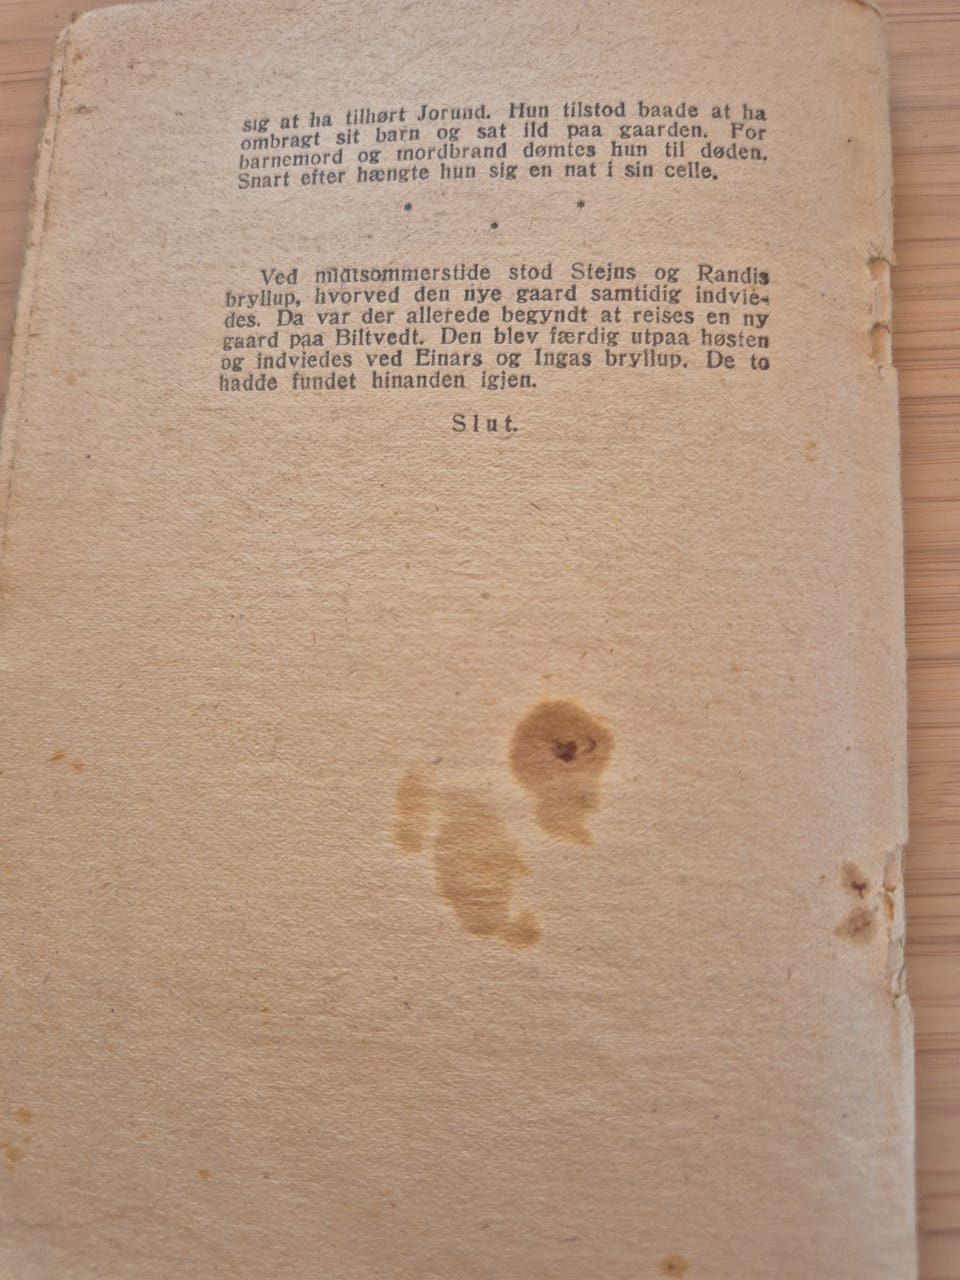 sig at ha tilhørt Jorund. Hun tilstod baade at ha
ombragt sit barn og sat ild paa gaarden. For
barnemord og mordbrand dømtes hun til døden.
Snart efter hængte hun sig en nat i sin celle.
* * *
Ved midtsommerstide stod Steins og Randis
bryllup, hvorved den nye gaard samtidig indvie-
des. Da var der allerede begyndt at reises en ny
gaard paa Biltvedt. Den blev færdig utpaa høsten
og indviedes ved Einars og Ingas bryllup. De to
hadde fundet hinanden igjen.
Slut.